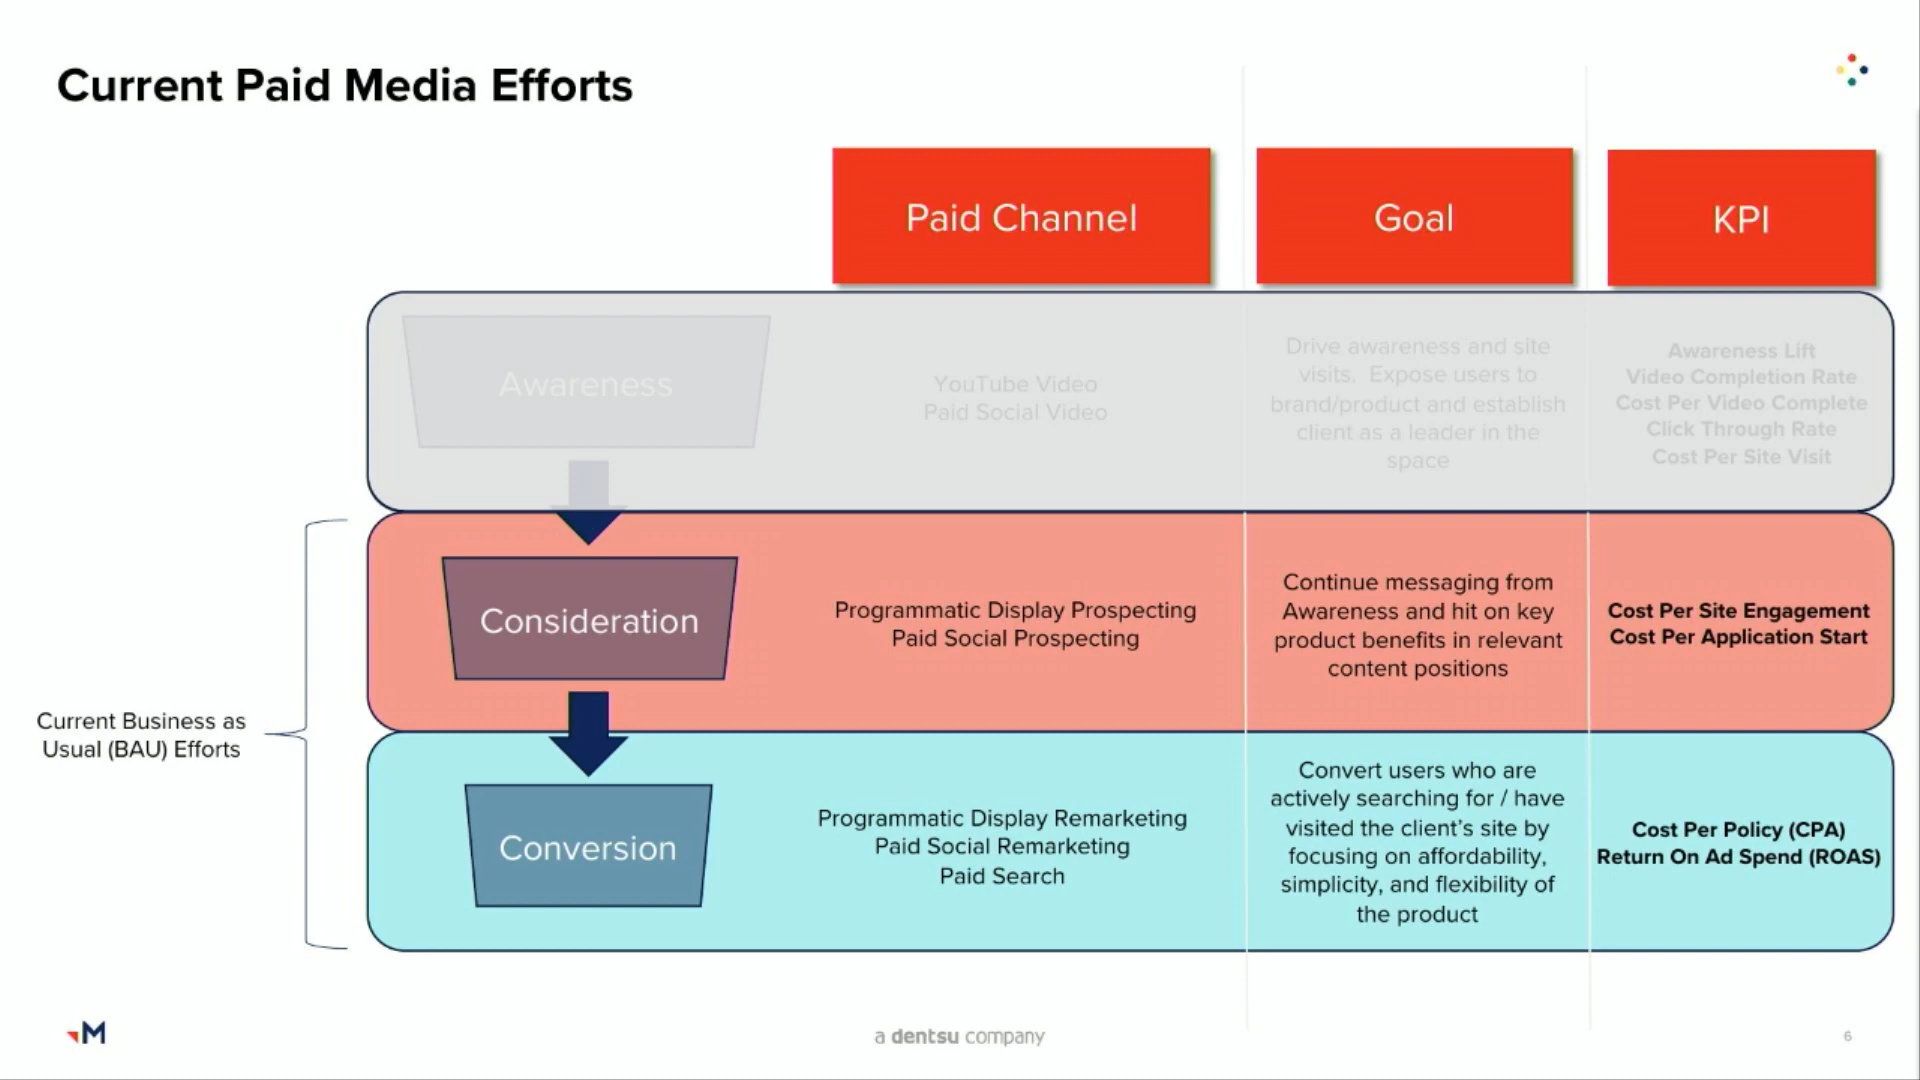 Current Paid Media Efforts
Paid Channel
Goal
KPI
Awareness
YouTube Video
Paid Social Video
Drive awareness and site
visits. Expose users to
brand/product and establish
client as a leader in the
space
Awareness Lift
Video Completion Rate
Cost Per Video Complete
Click Through Rate
Cost Per Site Visit
Consideration
Programmatic Display Prospecting
Paid Social Prospecting
Continue messaging from
Awareness and hit on key
product benefits in relevant
content positions
Cost Per Site Engagement
Cost Per Application Start
Current Business as
Usual (BAU) Efforts
Conversion
Programmatic Display Remarketing
Paid Social Remarketing
Paid Search
Convert users who are
actively searching for / have
visited the client's site by
focusing on affordability,
simplicity, and flexibility of
the product
Cost Per Policy (CPA)
Return On Ad Spend (ROAS)
M
a dentsu company
6